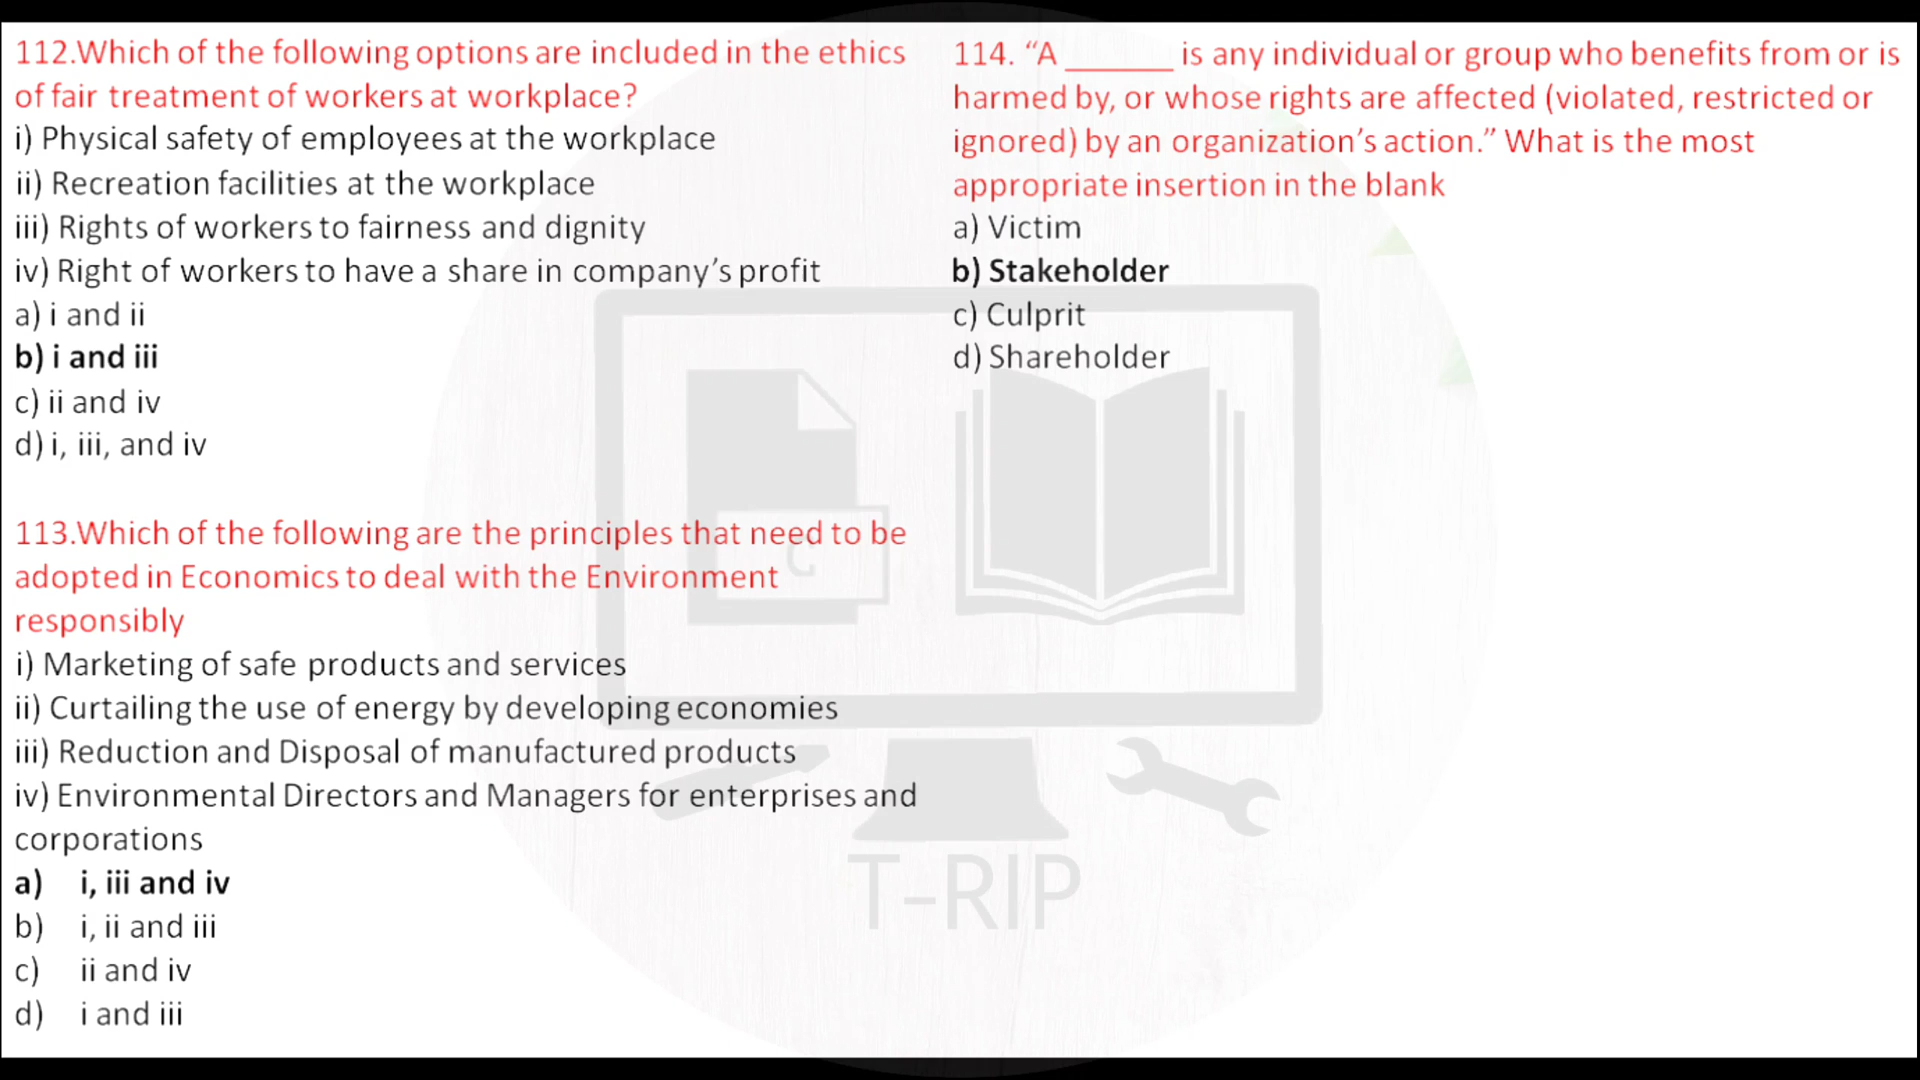 112.Which of the following options are included in the ethics
of fair treatment of workers at workplace?
i) Physical safety of employees at the workplace
ii) Recreation facilities at the workplace
iii) Rights of workers to fairness and dignity
iv) Right of workers to have a share in company’s profit
a) i and ii
b) i and iii
c) ii and iv
d) i, iii, and iv
113.Which of the following are the principles that need to be
adopted in Economics to deal with the Environment
responsibly
i) Marketing of safe products and services
ii) Curtailing the use of energy by developing economies
iii) Reduction and Disposal of manufactured products
iv) Environmental Directors and Managers for enterprises and
corporations
a) i, iii and iv
b) i, ii and iii
c) ii and iv
d) i and iii
114. “A ______ is any individual or group who benefits from or is
harmed by, or whose rights are affected (violated, restricted or
ignored) by an organization’s action.” What is the most
appropriate insertion in the blank
a) Victim
b) Stakeholder
c) Culprit
d) Shareholder
C
T-RIP